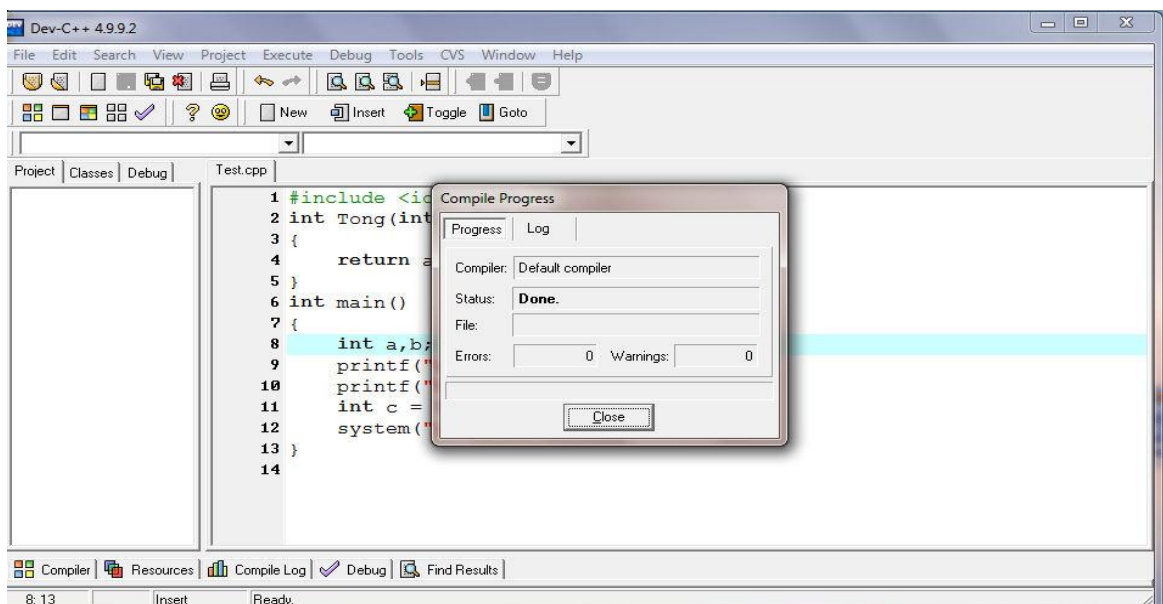 Dev-C++ 4.9.9.2
File Edit Search View Project Execute Debug Tools CVS Window Help
New Insert Toggle Goto
Project Classes Debug Test.cpp
1 #include <io
2 int Tong(int
3 {
4 return a
5 }
6 int main()
7 {
8 int a,b;
9 printf("
10 printf("
11 int c =
12 system("
13 }
14
Compile Progress
Progress Log
Compiler: Default compiler
Status: Done.
File:
Errors: 0 Warnings: 0
Close
Compiler Resources Compile Log Debug Find Results
8: 13 Insert Ready.